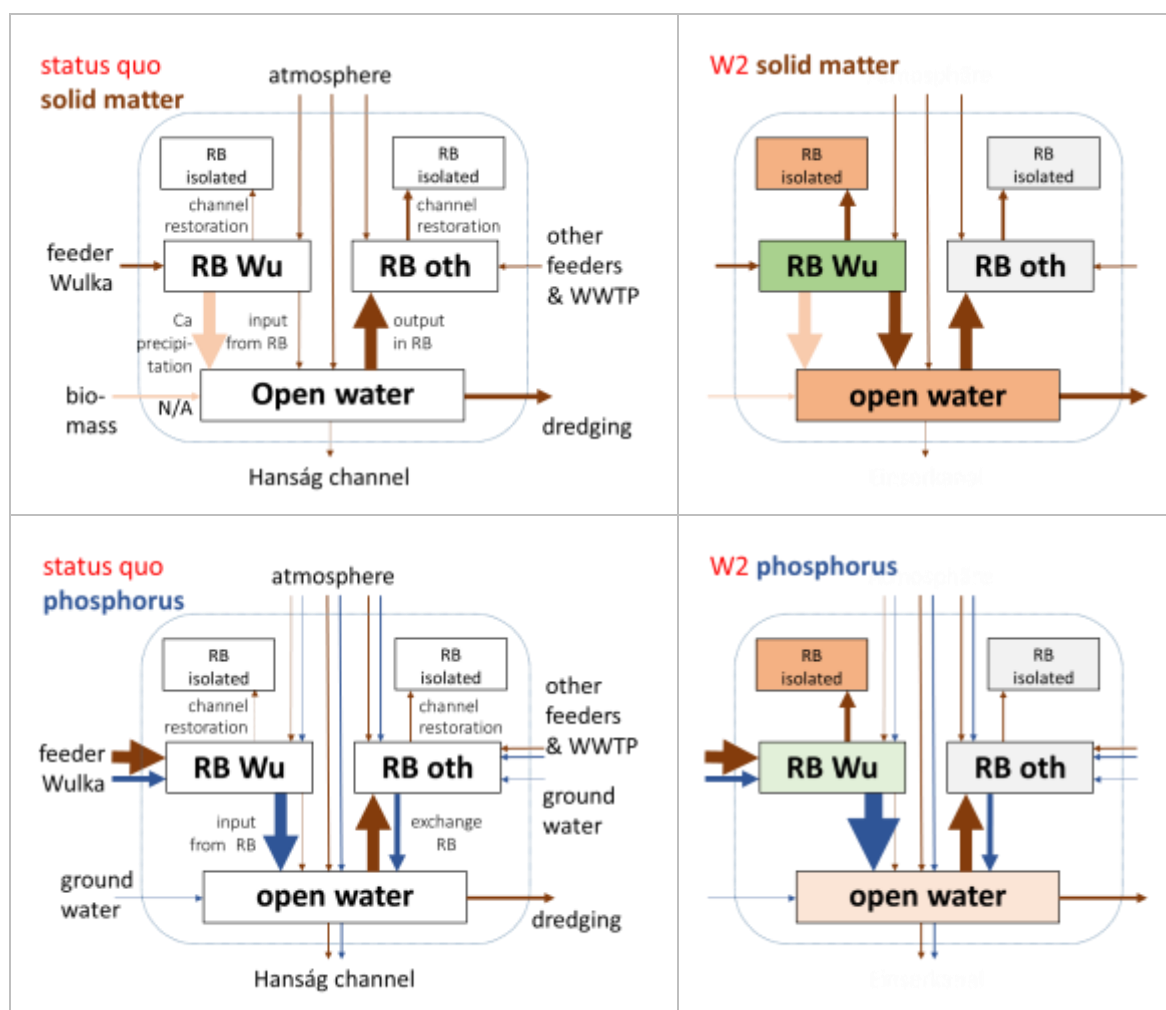 status quo
solid matter
atmosphere
RB
isolated
RB
isolated
channel
restoration
channel
restoration
feeder
Wulka
RB Wu
RB oth
other
feeders
& WWTP
Ca
precipi-
tation
input
from RB
output
in RB
bio-
mass
N/A
Open water
dredging
Hanság channel
W2 solid matter
RB
isolated
RB
isolated
RB Wu
RB oth
open water
status quo
phosphorus
atmosphere
RB
isolated
RB
isolated
channel
restoration
channel
restoration
other
feeders
& WWTP
feeder
Wulka
RB Wu
RB oth
ground
water
input
from RB
exchange
RB
ground
water
open water
dredging
Hanság channel
W2 phosphorus
RB
isolated
RB
isolated
RB Wu
RB oth
open water